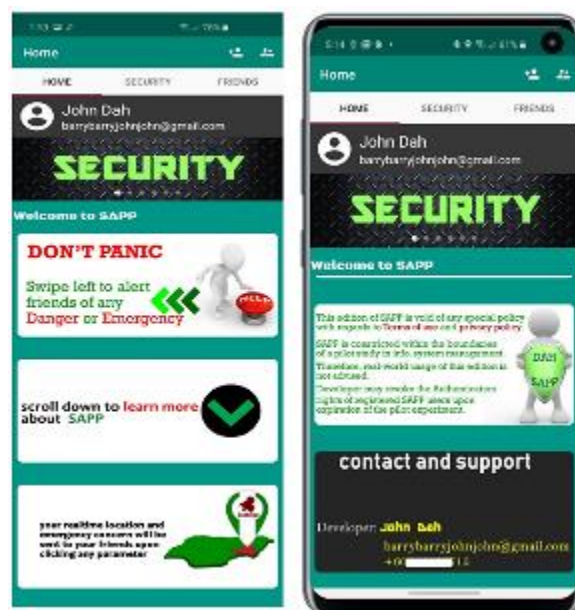 Home
HOME SECURITY FRIENDS
John Dah
barrybarryjohnjohn@gmail.com
SECURITY
Welcome to SAPP
DON'T PANIC
Swipe left to alert
friends of any
Danger or Emergency
HELP
scroll down to learn more
about SAPP
your realtime location and
emergency concern will be
sent to your friends upon
clicking any parameter
Home
HOME SECURITY FRIENDS
John Dah
barrybarryjohnjohn@gmail.com
SECURITY
Welcome to SAPP
This edition of SAPP is void of any special policy
with regards to Terms of use and privacy policy
SAPP is constricted within the boundaries
of a pilot study in info. system management.
Therefore, real-world usage of this edition is
not advised.
Developer may revoke the Authentication
rights of registered SAPP users upon
expiration of the pilot experiment.
DAH
SAPP
contact and support
Developer: John Dah
barrybarryjohnjohn@gmail.com